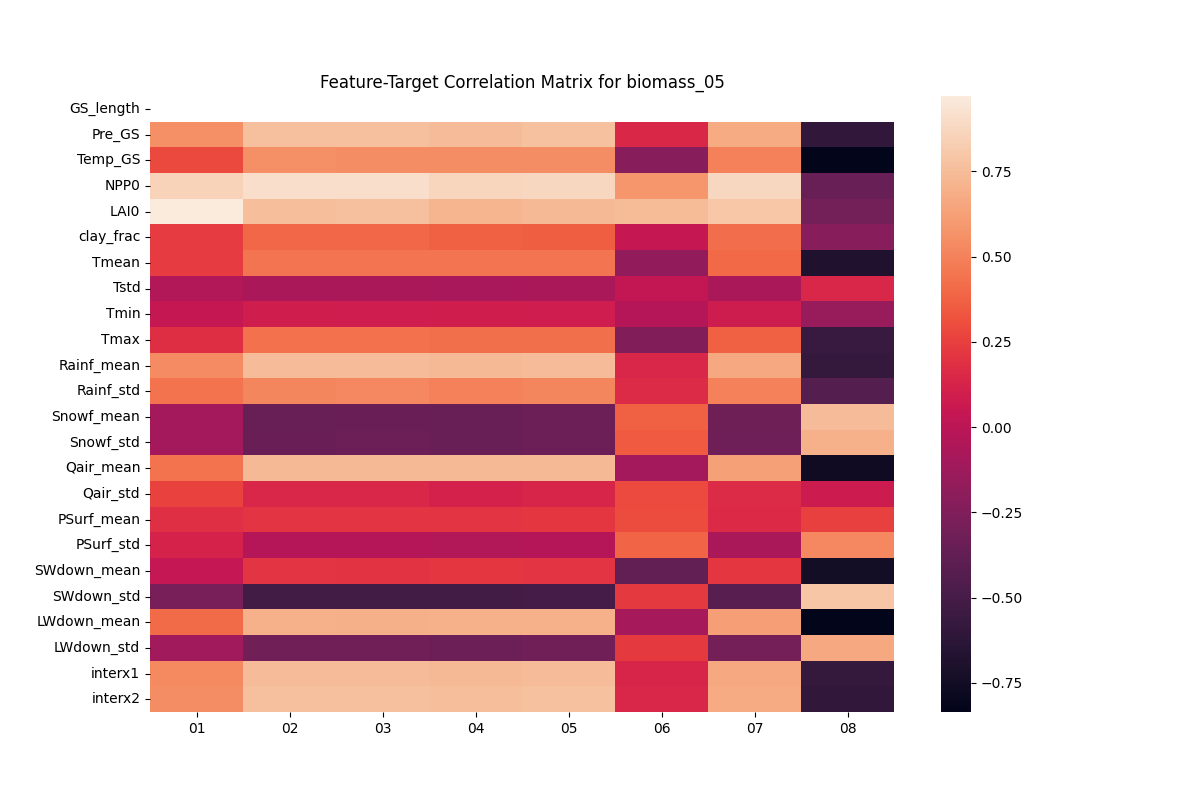 Feature-Target Correlation Matrix for biomass_05
GS_length
Pre_GS
Temp_GS
NPP0
LAI0
clay_frac
Tmean
Tstd
Tmin
Tmax
Rainf_mean
Rainf_std
Snowf_mean
Snowf_std
Qair_mean
Qair_std
PSurf_mean
PSurf_std
SWdown_mean
SWdown_std
LWdown_mean
LWdown_std
interx1
interx2
01 02 03 04 05 06 07 08
0.75
0.50
0.25
0.00
−0.25
−0.50
−0.75